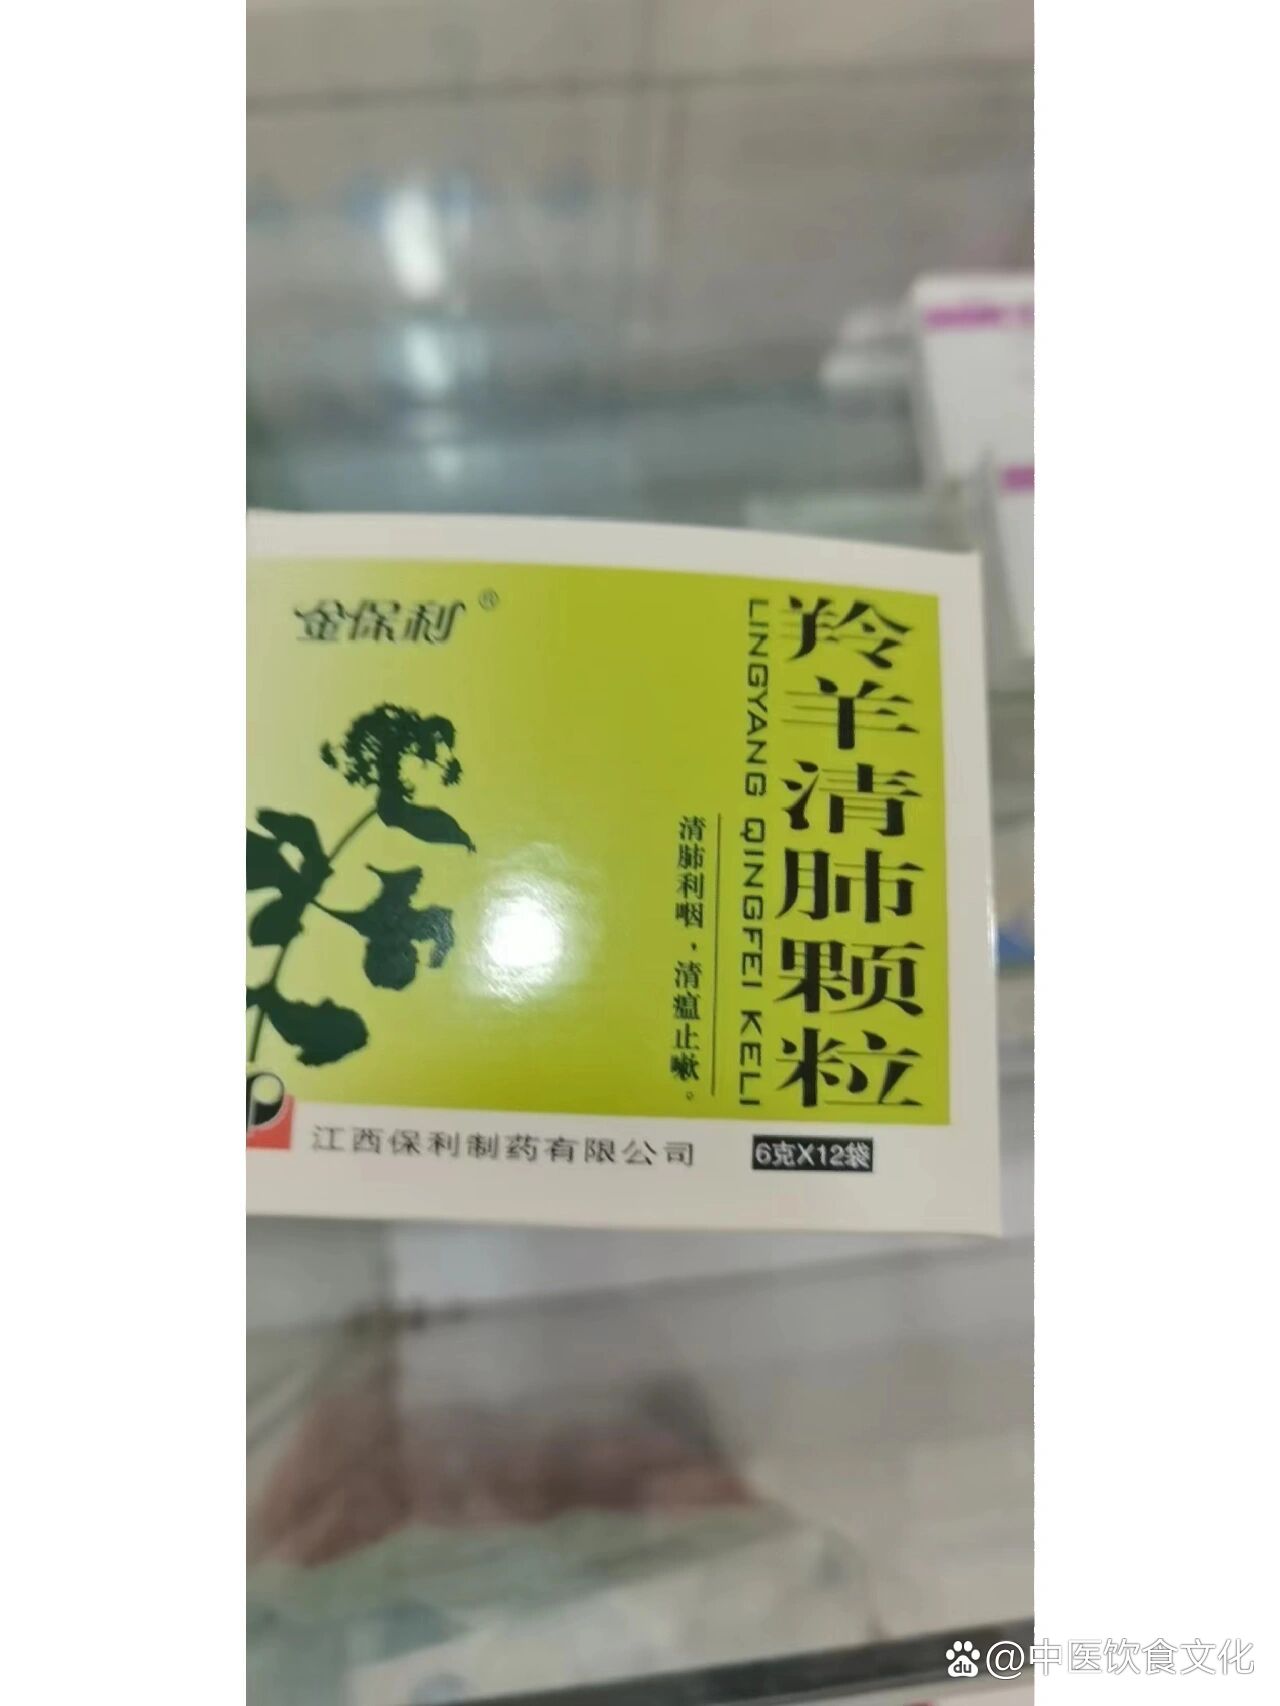 金保利®
羚羊清肺颗粒
LINGYANG QINGFEI KELI
清肺利咽，清瘟止嗽。
江西保利制药有限公司
6克X12袋
du @中医饮食文化